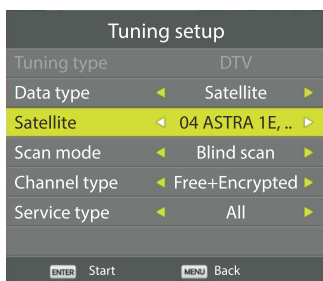 Tuning setup
Tuning type DTV
Data type Satellite
Satellite 04 ASTRA 1E, ..
Scan mode Blind scan
Channel type Free+Encrypted
Service type All
ENTER Start MENU Back